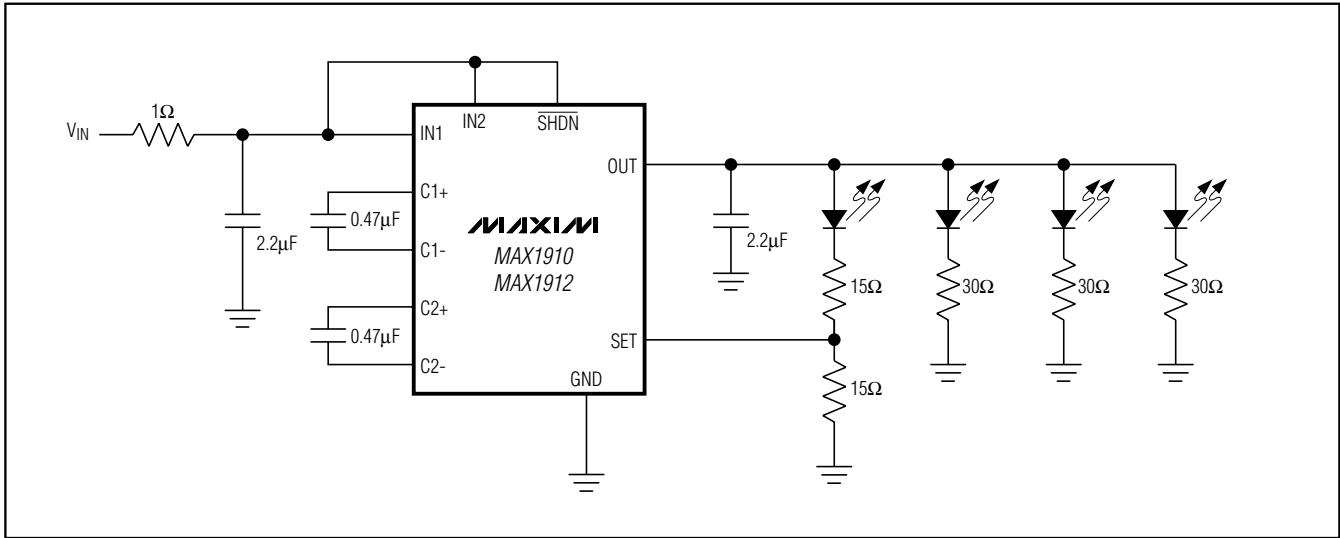 1Ω
VIN
IN1
IN2
SHDN
OUT
C1+
0.47µF
C1-
2.2µF
MAXIM
MAX1910
MAX1912
2.2µF
15Ω
30Ω
30Ω
30Ω
C2+
0.47µF
C2-
SET
GND
15Ω